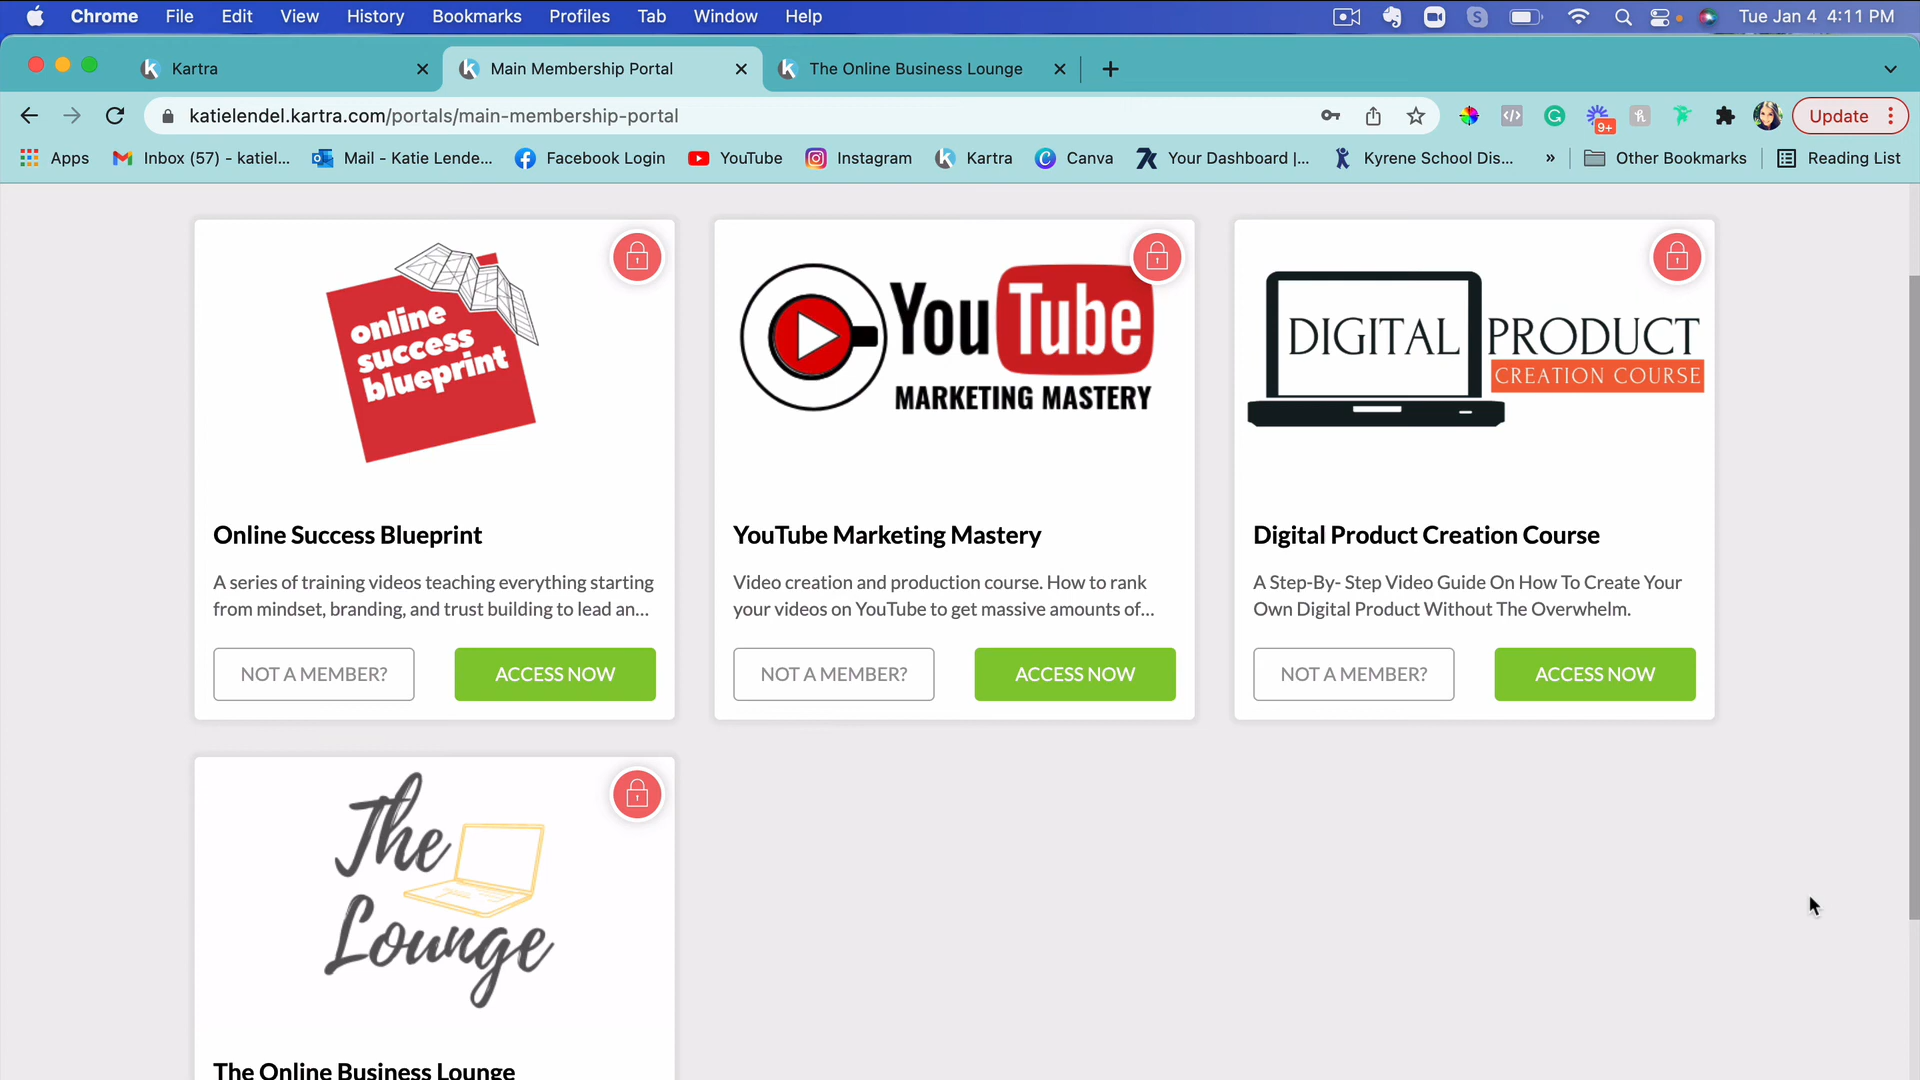 Chrome File Edit View History Bookmarks Profiles Tab Window Help Tue Jan 4 4:11 PM
Kartra Main Membership Portal The Online Business Lounge
katielendel.kartra.com/portals/main-membership-portal 9+ Update
Apps Inbox (57) - katiel... Mail - Katie Lende... Facebook Login YouTube Instagram Kartra Canva Your Dashboard |... Kyrene School Dis... » Other Bookmarks Reading List
online
success
blueprint
Online Success Blueprint
A series of training videos teaching everything starting
from mindset, branding, and trust building to lead an...
NOT A MEMBER? ACCESS NOW
YouTube
MARKETING MASTERY
YouTube Marketing Mastery
Video creation and production course. How to rank
your videos on YouTube to get massive amounts of...
NOT A MEMBER? ACCESS NOW
DIGITAL PRODUCT
CREATION COURSE
Digital Product Creation Course
A Step-By- Step Video Guide On How To Create Your
Own Digital Product Without The Overwhelm.
NOT A MEMBER? ACCESS NOW
The
Lounge
The Online Business Lounge